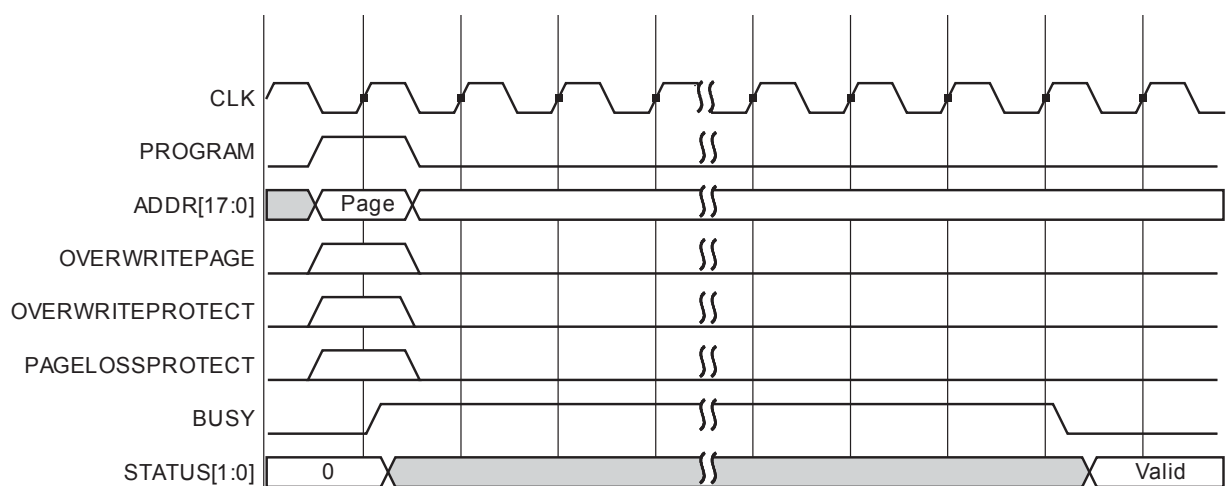 CLK
PROGRAM
ADDR[17:0] Page
OVERWRITEPAGE
OVERWRITEPROTECT
PAGELOSSPROTECT
BUSY
STATUS[1:0] 0 Valid